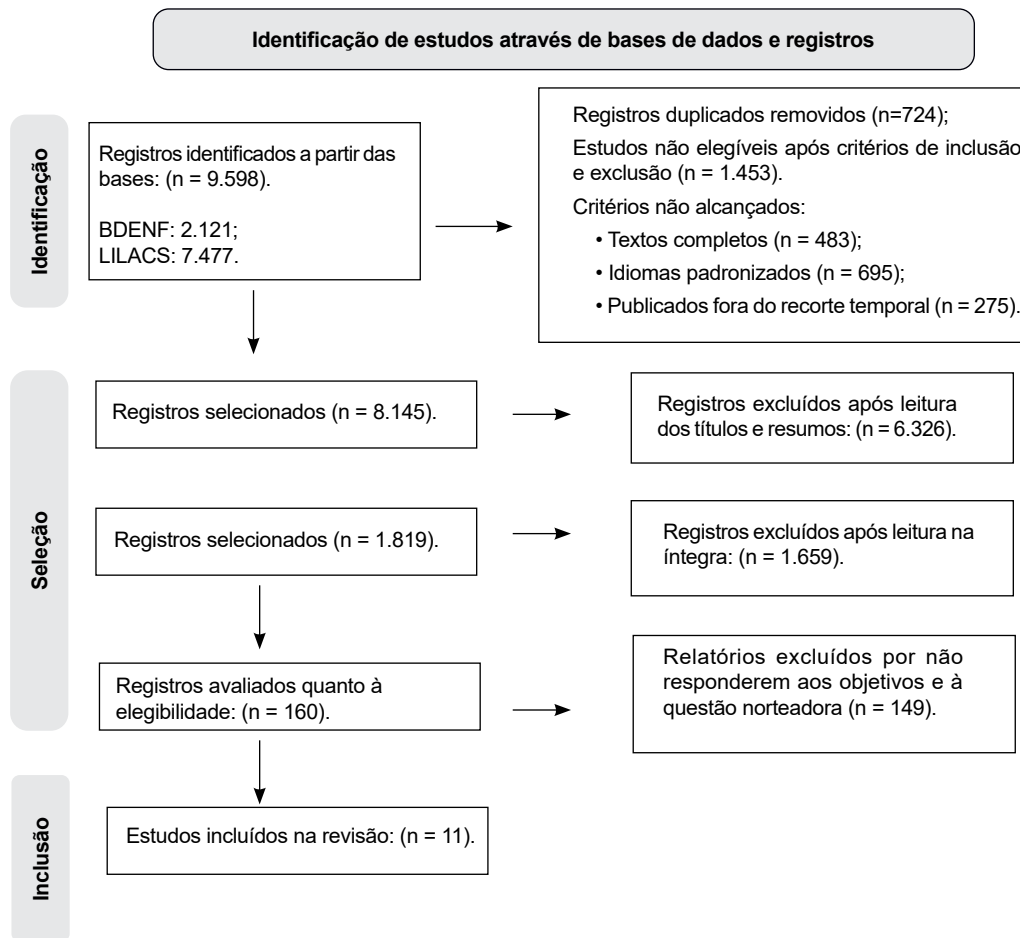 Identificação de estudos através de bases de dados e registros
Identificação
Registros identificados a partir das
bases: (n = 9.598).
BDENF: 2.121;
LILACS: 7.477.
Registros duplicados removidos (n=724);
Estudos não elegíveis após critérios de inclusão
e exclusão (n = 1.453).
Critérios não alcançados:
• Textos completos (n = 483);
• Idiomas padronizados (n = 695);
• Publicados fora do recorte temporal (n = 275).
Seleção
Registros selecionados (n = 8.145).
Registros excluídos após leitura
dos títulos e resumos: (n = 6.326).
Registros selecionados (n = 1.819).
Registros excluídos após leitura na
íntegra: (n = 1.659).
Registros avaliados quanto à
elegibilidade: (n = 160).
Relatórios excluídos por não
responderem aos objetivos e à
questão norteadora (n = 149).
Inclusão
Estudos incluídos na revisão: (n = 11).